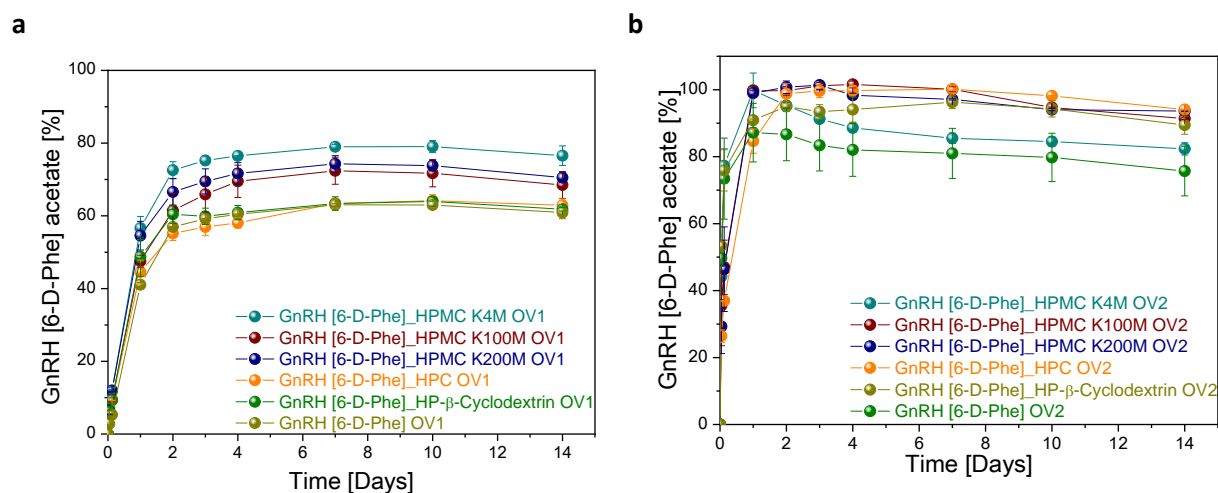 a
GnRH [6-D-Phe] acetate [%]
100
80
60
40
20
0
GnRH [6-D-Phe]_HPMC K4M OV1
GnRH [6-D-Phe]_HPMC K100M OV1
GnRH [6-D-Phe]_HPMC K200M OV1
GnRH [6-D-Phe]_HPC OV1
GnRH [6-D-Phe]_HP-β-Cyclodextrin OV1
GnRH [6-D-Phe] OV1
0 2 4 6 8 10 12 14
Time [Days]
b
GnRH [6-D-Phe] acetate [%]
100
80
60
40
20
0
GnRH [6-D-Phe]_HPMC K4M OV2
GnRH [6-D-Phe]_HPMC K100M OV2
GnRH [6-D-Phe]_HPMC K200M OV2
GnRH [6-D-Phe]_HPC OV2
GnRH [6-D-Phe]_HP-β-Cyclodextrin OV2
GnRH [6-D-Phe] OV2
0 2 4 6 8 10 12 14
Time [Days]